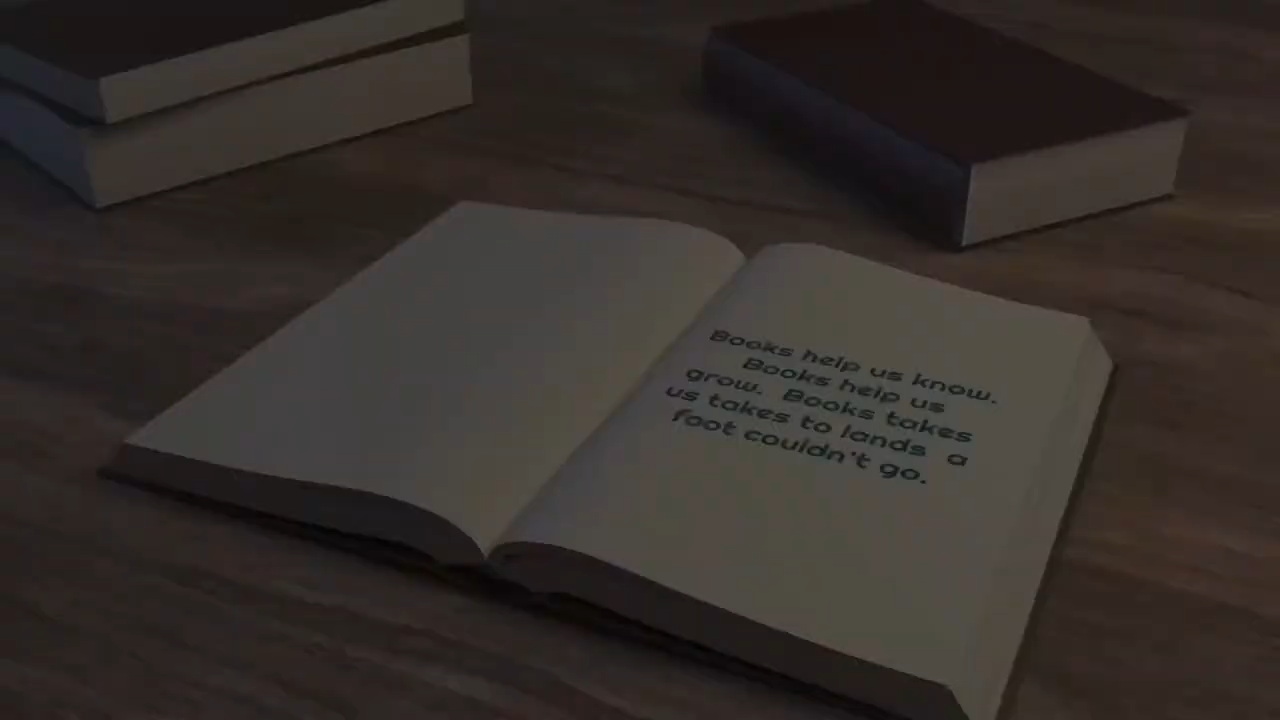 Books help us know.
Books help us
grow. Books takes
us takes to lands a
foot couldn't go.